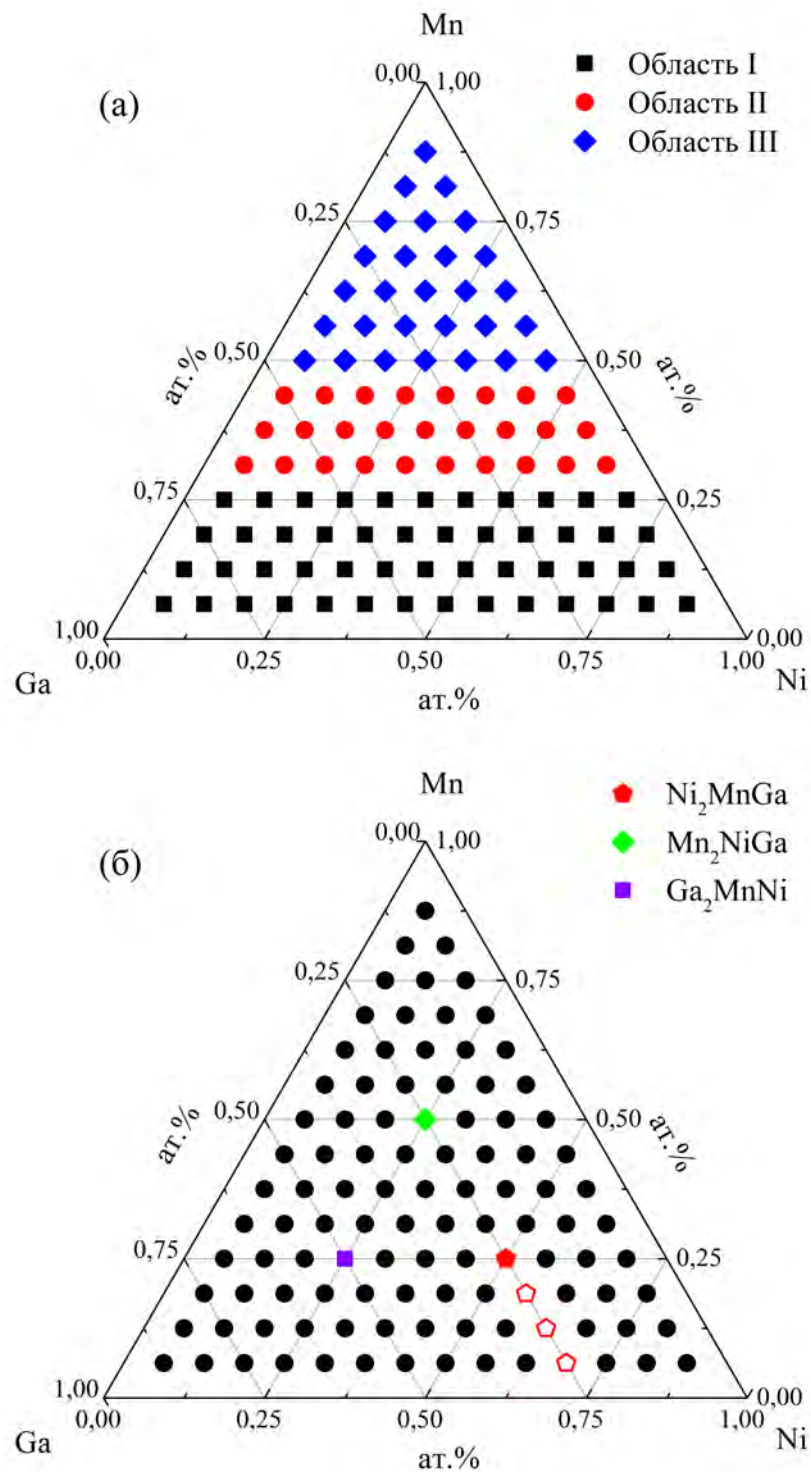 Mn
0,00 1,00
(а)
Область I
Область II
Область III
0,25 0,75
0,50 0,50
ат.% ат.%
0,75 0,25
1,00 0,00
0,00 0,25 0,50 0,75 1,00
Ga Ni
ат.%
Mn
0,00 1,00
(б)
Ni₂MnGa
Mn₂NiGa
Ga₂MnNi
0,25 0,75
0,50 0,50
ат.% ат.%
0,75 0,25
1,00 0,00
0,00 0,25 0,50 0,75 1,00
Ga Ni
ат.%